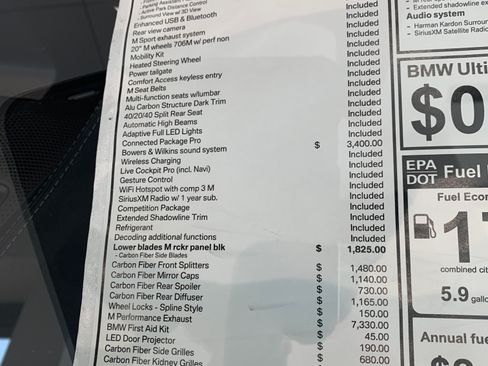 Parking Assistant
Active Park Distance Control
- Surround View w/ 3D View
Enhanced USB & Bluetooth Included
Rear view camera Included
M Sport exhaust system Included
20" M wheels 706M w/ perf non Included
Mobility Kit Included
Heated Steering Wheel Included
Power tailgate Included
Comfort Access keyless entry Included
M Seat Belts Included
Multi-function seats w/lumbar Included
Alu Carbon Structure Dark Trim Included
40/20/40 Split Rear Seat Included
Automatic High Beams Included
Adaptive Full LED Lights Included
Connected Package Pro Included
Bowers & Wilkins sound system $ 3,400.00
Wireless Charging Included
Live Cockpit Pro (incl. Navi) Included
Gesture Control Included
WiFi Hotspot with comp 3 M Included
SiriusXM Radio w/ 1 year sub. Included
Competition Package Included
Extended Shadowline Trim Included
Refrigerant Included
Decoding additional functions Included
Lower blades M rckr panel blk $ 1,825.00
- Carbon Fiber Side Blades
Carbon Fiber Front Splitters $ 1,480.00
Carbon Fiber Mirror Caps $ 1,140.00
Carbon Fiber Rear Spoiler $ 730.00
Carbon Fiber Rear Diffuser $ 1,165.00
Wheel Locks - Spline Style $ 150.00
M Performance Exhaust $ 7,330.00
BMW First Aid Kit $ 45.00
LED Door Projector $ 190.00
Carbon Fiber Side Grilles $ 680.00
Carbon Fiber Kidney Grilles
Extended shadowline
Audio system
- Harman Kardon Surround
- SiriusXM Satellite Radio
BMW Ulti
$0
EPA
DOT Fuel
Fuel Econ
17
combined city
5.9 gallo
Annual fue